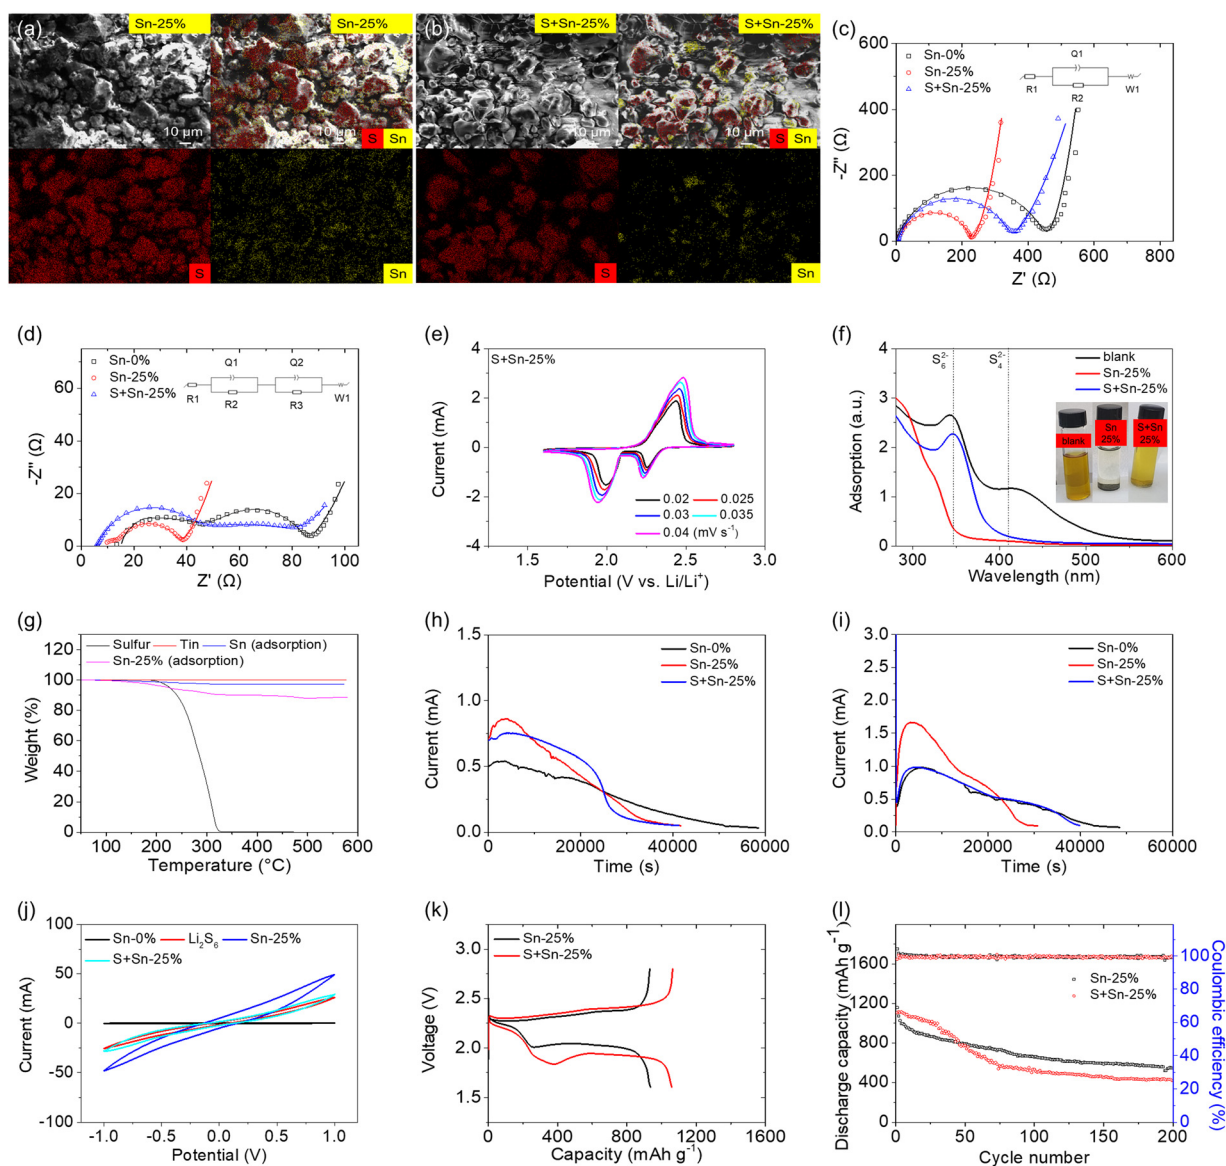 (a)
Sn-25%
Sn-25%
10 µm
10 µm
S
Sn
S
Sn
(b)
S+Sn-25%
S+Sn-25%
10 µm
10 µm
S
Sn
S
Sn
(c)
600
400
200
0
-Z'' (Ω)
0
200
400
600
800
Z' (Ω)
Sn-0%
Sn-25%
S+Sn-25%
Q1
R1
R2
W1
(d)
60
40
20
0
-Z'' (Ω)
0
20
40
60
80
100
Z' (Ω)
Sn-0%
Sn-25%
S+Sn-25%
Q1
Q2
R1
R2
R3
W1
(e)
S+Sn-25%
4
2
0
-2
-4
Current (mA)
1.0
1.5
2.0
2.5
3.0
Potential (V vs. Li/Li⁺)
0.02
0.025
0.03
0.035
0.04 (mV s⁻¹)
(f)
4
3
2
1
0
Adsorption (a.u.)
300
400
500
600
Wavelength (nm)
S₆²⁻
S₄²⁻
blank
Sn-25%
S+Sn-25%
blank
Sn
25%
S+Sn
25%
(g)
120
100
80
60
40
20
0
Weight (%)
100
200
300
400
500
600
Temperature (°C)
Sulfur
Tin
Sn (adsorption)
Sn-25% (adsorption)
(h)
1.5
1.0
0.5
0.0
Current (mA)
0
20000
40000
60000
Time (s)
Sn-0%
Sn-25%
S+Sn-25%
(i)
3.0
2.5
2.0
1.5
1.0
0.5
0.0
Current (mA)
0
20000
40000
60000
Time (s)
Sn-0%
Sn-25%
S+Sn-25%
(j)
100
50
0
-50
-100
Current (mA)
-1.0
-0.5
0.0
0.5
1.0
Potential (V)
Sn-0%
Li₂S₆
Sn-25%
S+Sn-25%
(k)
3.0
2.5
2.0
1.5
Voltage (V)
0
400
800
1200
1600
Capacity (mAh g⁻¹)
Sn-25%
S+Sn-25%
(l)
1600
1200
800
400
0
Discharge capacity (mAh g⁻¹)
0
50
100
150
200
Cycle number
Sn-25%
S+Sn-25%
100
80
60
40
20
0
Coulombic efficiency (%)